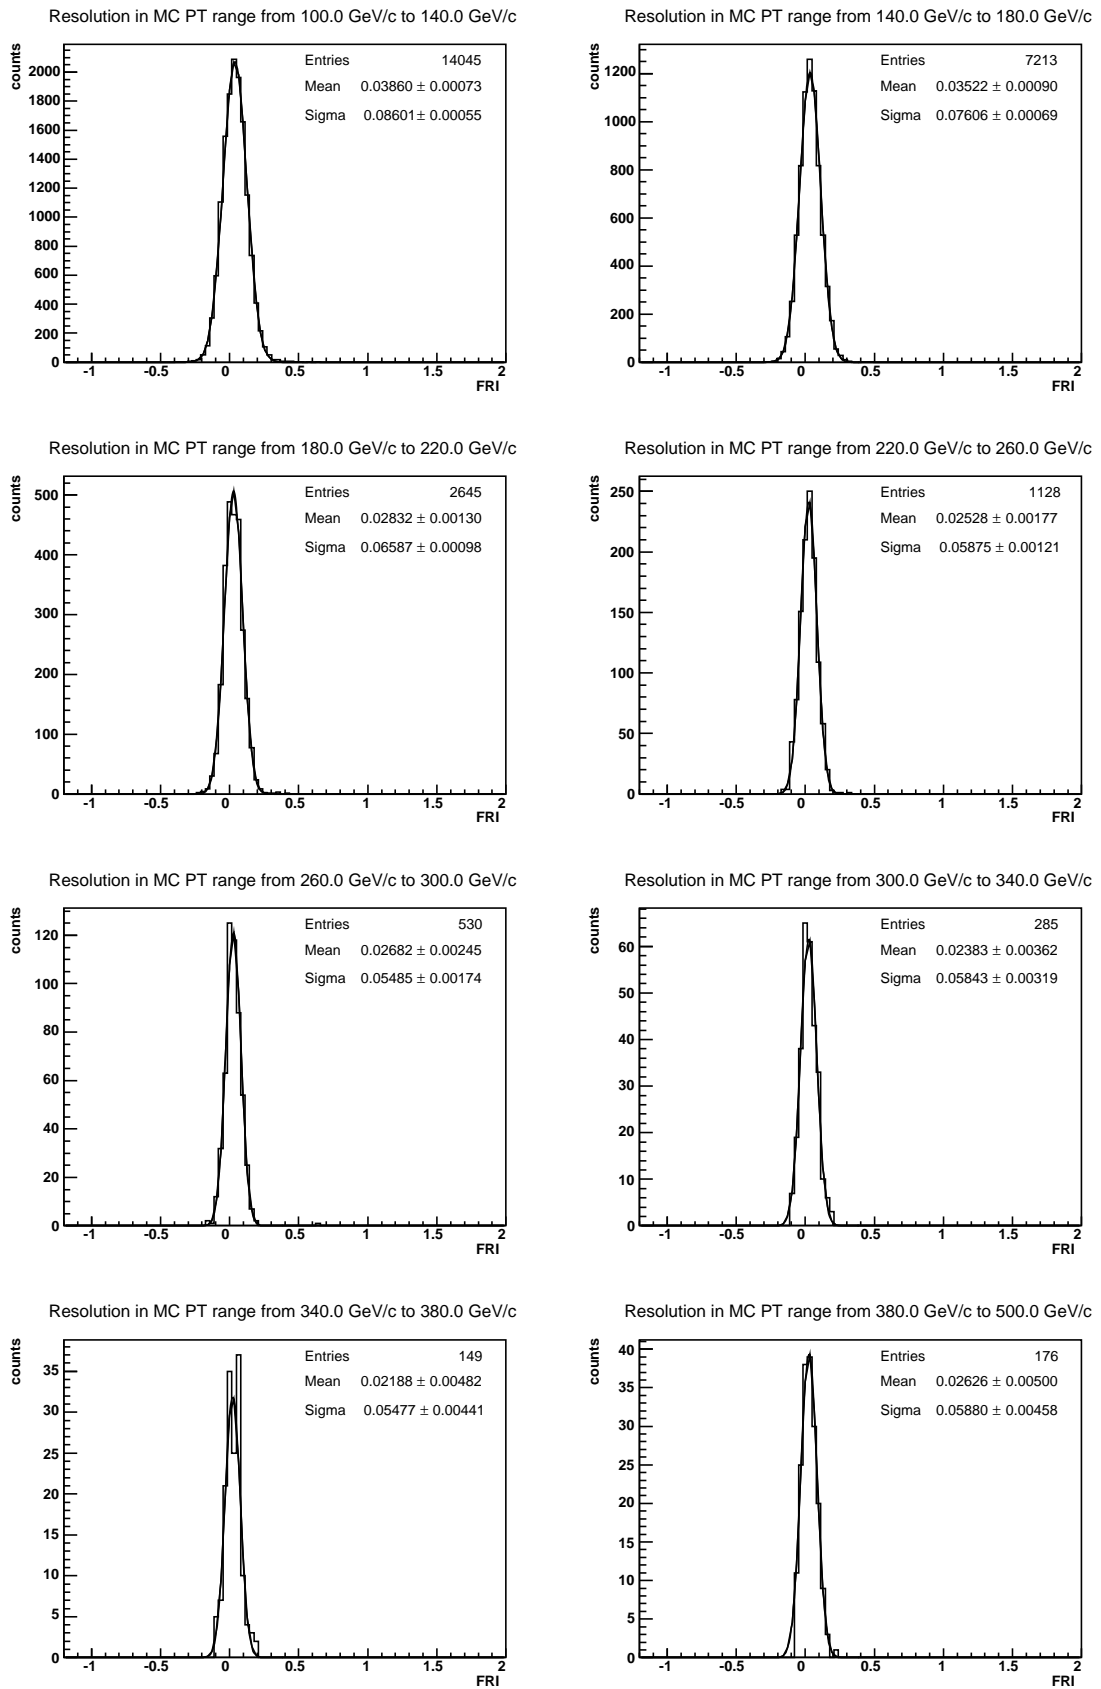 Resolution in MC PT range from 100.0 GeV/c to 140.0 GeV/c
counts
Entries 14045
Mean 0.03860 ± 0.00073
Sigma 0.08601 ± 0.00055
2000
1800
1600
1400
1200
1000
800
600
400
200
0
-1 -0.5 0 0.5 1 1.5 2
FRI
Resolution in MC PT range from 140.0 GeV/c to 180.0 GeV/c
counts
Entries 7213
Mean 0.03522 ± 0.00090
Sigma 0.07606 ± 0.00069
1200
1000
800
600
400
200
0
-1 -0.5 0 0.5 1 1.5 2
FRI
Resolution in MC PT range from 180.0 GeV/c to 220.0 GeV/c
counts
Entries 2645
Mean 0.02832 ± 0.00130
Sigma 0.06587 ± 0.00098
500
400
300
200
100
0
-1 -0.5 0 0.5 1 1.5 2
FRI
Resolution in MC PT range from 220.0 GeV/c to 260.0 GeV/c
counts
Entries 1128
Mean 0.02528 ± 0.00177
Sigma 0.05875 ± 0.00121
250
200
150
100
50
0
-1 -0.5 0 0.5 1 1.5 2
FRI
Resolution in MC PT range from 260.0 GeV/c to 300.0 GeV/c
counts
Entries 530
Mean 0.02682 ± 0.00245
Sigma 0.05485 ± 0.00174
120
100
80
60
40
20
0
-1 -0.5 0 0.5 1 1.5 2
FRI
Resolution in MC PT range from 300.0 GeV/c to 340.0 GeV/c
counts
Entries 285
Mean 0.02383 ± 0.00362
Sigma 0.05843 ± 0.00319
60
50
40
30
20
10
0
-1 -0.5 0 0.5 1 1.5 2
FRI
Resolution in MC PT range from 340.0 GeV/c to 380.0 GeV/c
counts
Entries 149
Mean 0.02188 ± 0.00482
Sigma 0.05477 ± 0.00441
35
30
25
20
15
10
5
0
-1 -0.5 0 0.5 1 1.5 2
FRI
Resolution in MC PT range from 380.0 GeV/c to 500.0 GeV/c
counts
Entries 176
Mean 0.02626 ± 0.00500
Sigma 0.05880 ± 0.00458
40
35
30
25
20
15
10
5
0
-1 -0.5 0 0.5 1 1.5 2
FRI